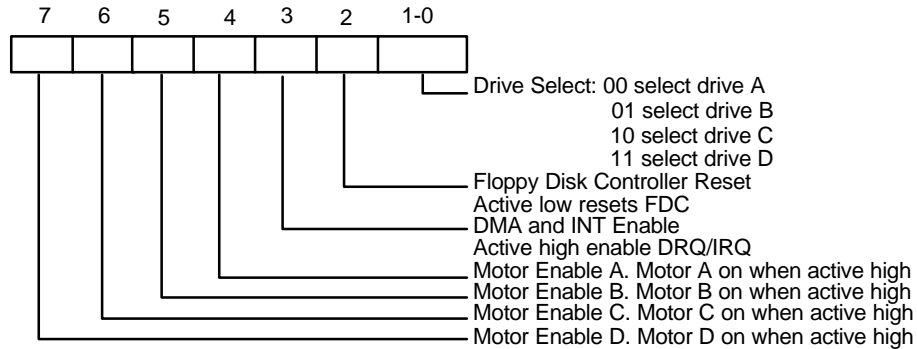 7 6 5 4 3 2 1-0
Drive Select: 00 select drive A
01 select drive B
10 select drive C
11 select drive D
Floppy Disk Controller Reset
Active low resets FDC
DMA and INT Enable
Active high enable DRQ/IRQ
Motor Enable A. Motor A on when active high
Motor Enable B. Motor B on when active high
Motor Enable C. Motor C on when active high
Motor Enable D. Motor D on when active high